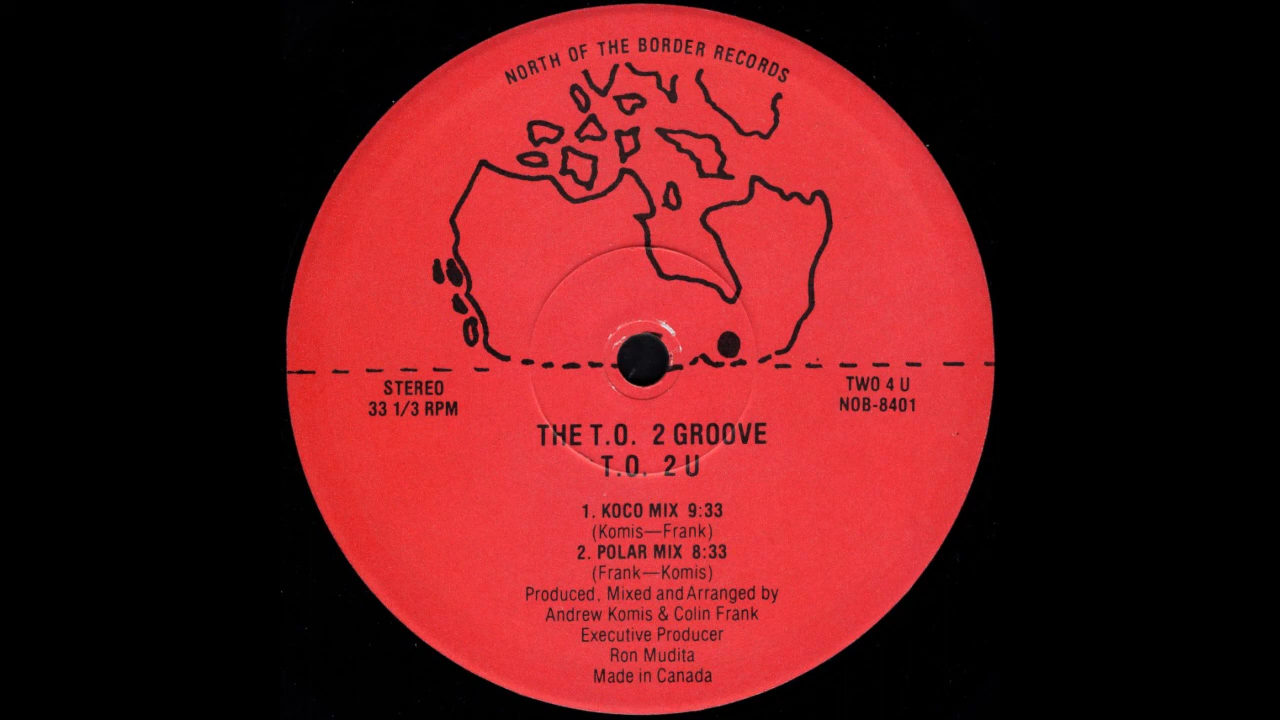 NORTH OF THE BORDER RECORDS
STEREO
33 1/3 RPM
TWO 4 U
NOB-8401
THE T.O. 2 GROOVE
T.O. 2 U
1. KOCO MIX 9:33
(Komis—Frank)
2. POLAR MIX 8:33
(Frank—Komis)
Produced, Mixed and Arranged by
Andrew Komis & Colin Frank
Executive Producer
Ron Mudita
Made in Canada